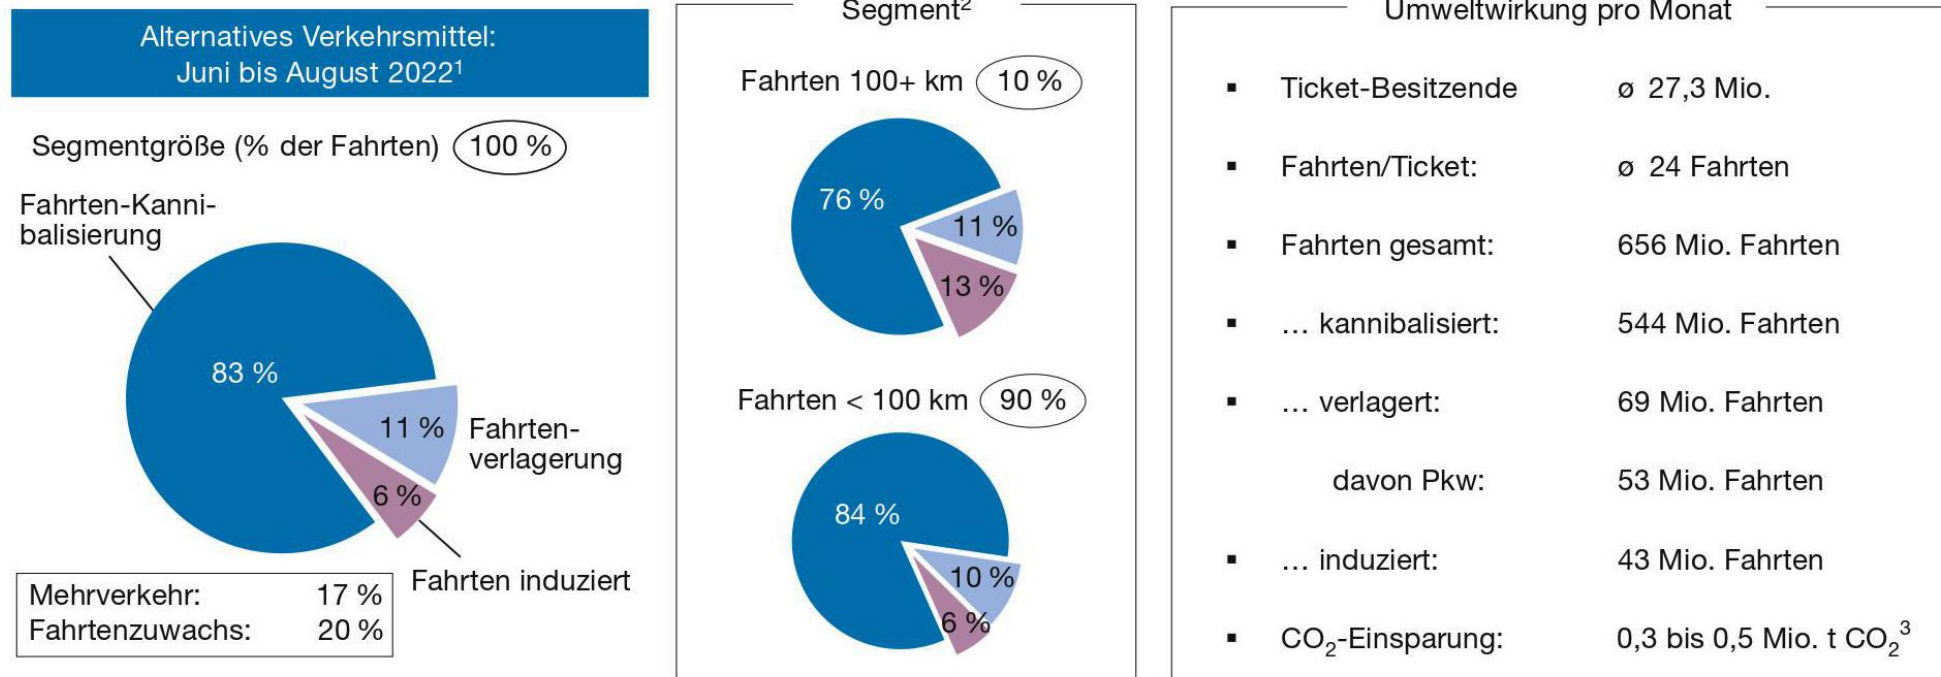 Alternatives Verkehrsmittel:
Juni bis August 2022¹
Segmentgröße (% der Fahrten) 100 %
Fahrten-Kanni-
balisierung
83 %
11 %
Fahrten-
verlagerung
6 %
Fahrten induziert
Mehrverkehr: 17 %
Fahrtenzuwachs: 20 %
Segment²
Fahrten 100+ km 10 %
76 %
11 %
13 %
Fahrten < 100 km 90 %
84 %
10 %
6 %
Umweltwirkung pro Monat
▪ Ticket-Besitzende ø 27,3 Mio.
▪ Fahrten/Ticket: ø 24 Fahrten
▪ Fahrten gesamt: 656 Mio. Fahrten
▪ … kannibalisiert: 544 Mio. Fahrten
▪ … verlagert: 69 Mio. Fahrten
davon Pkw: 53 Mio. Fahrten
▪ … induziert: 43 Mio. Fahrten
▪ CO₂-Einsparung: 0,3 bis 0,5 Mio. t CO₂³